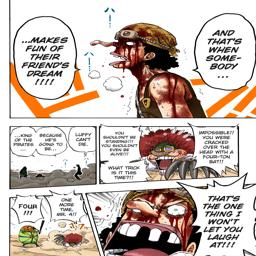 AND
THAT'S
WHEN
SOME-
BODY
...
...MAKES
FUN OF
THEIR
FRIEND'S
DREAM
!!!!
IMPOSSIBLE!!
YOU WERE
CRACKED
OVER THE
HEAD WITH A
FOUR-TON
BAT!!
YOU
SHOULDN'T BE
STANDING!!!
YOU
SHOULDN'T
EVEN BE
ALIVE!!!
WHAT TRICK
IS IT THIS
TIME?!!
LUFFY
CAN'T
DIE.
BECAUSE
HE'S
GOING TO
BE...
...KING
OF THE
PIRATES
THAT'S
THE ONE
THING I
WON'T
LET YOU
LAUGH
AT!!!
ONE
MORE TIME,
MR. 4!!
FOUR
!!!